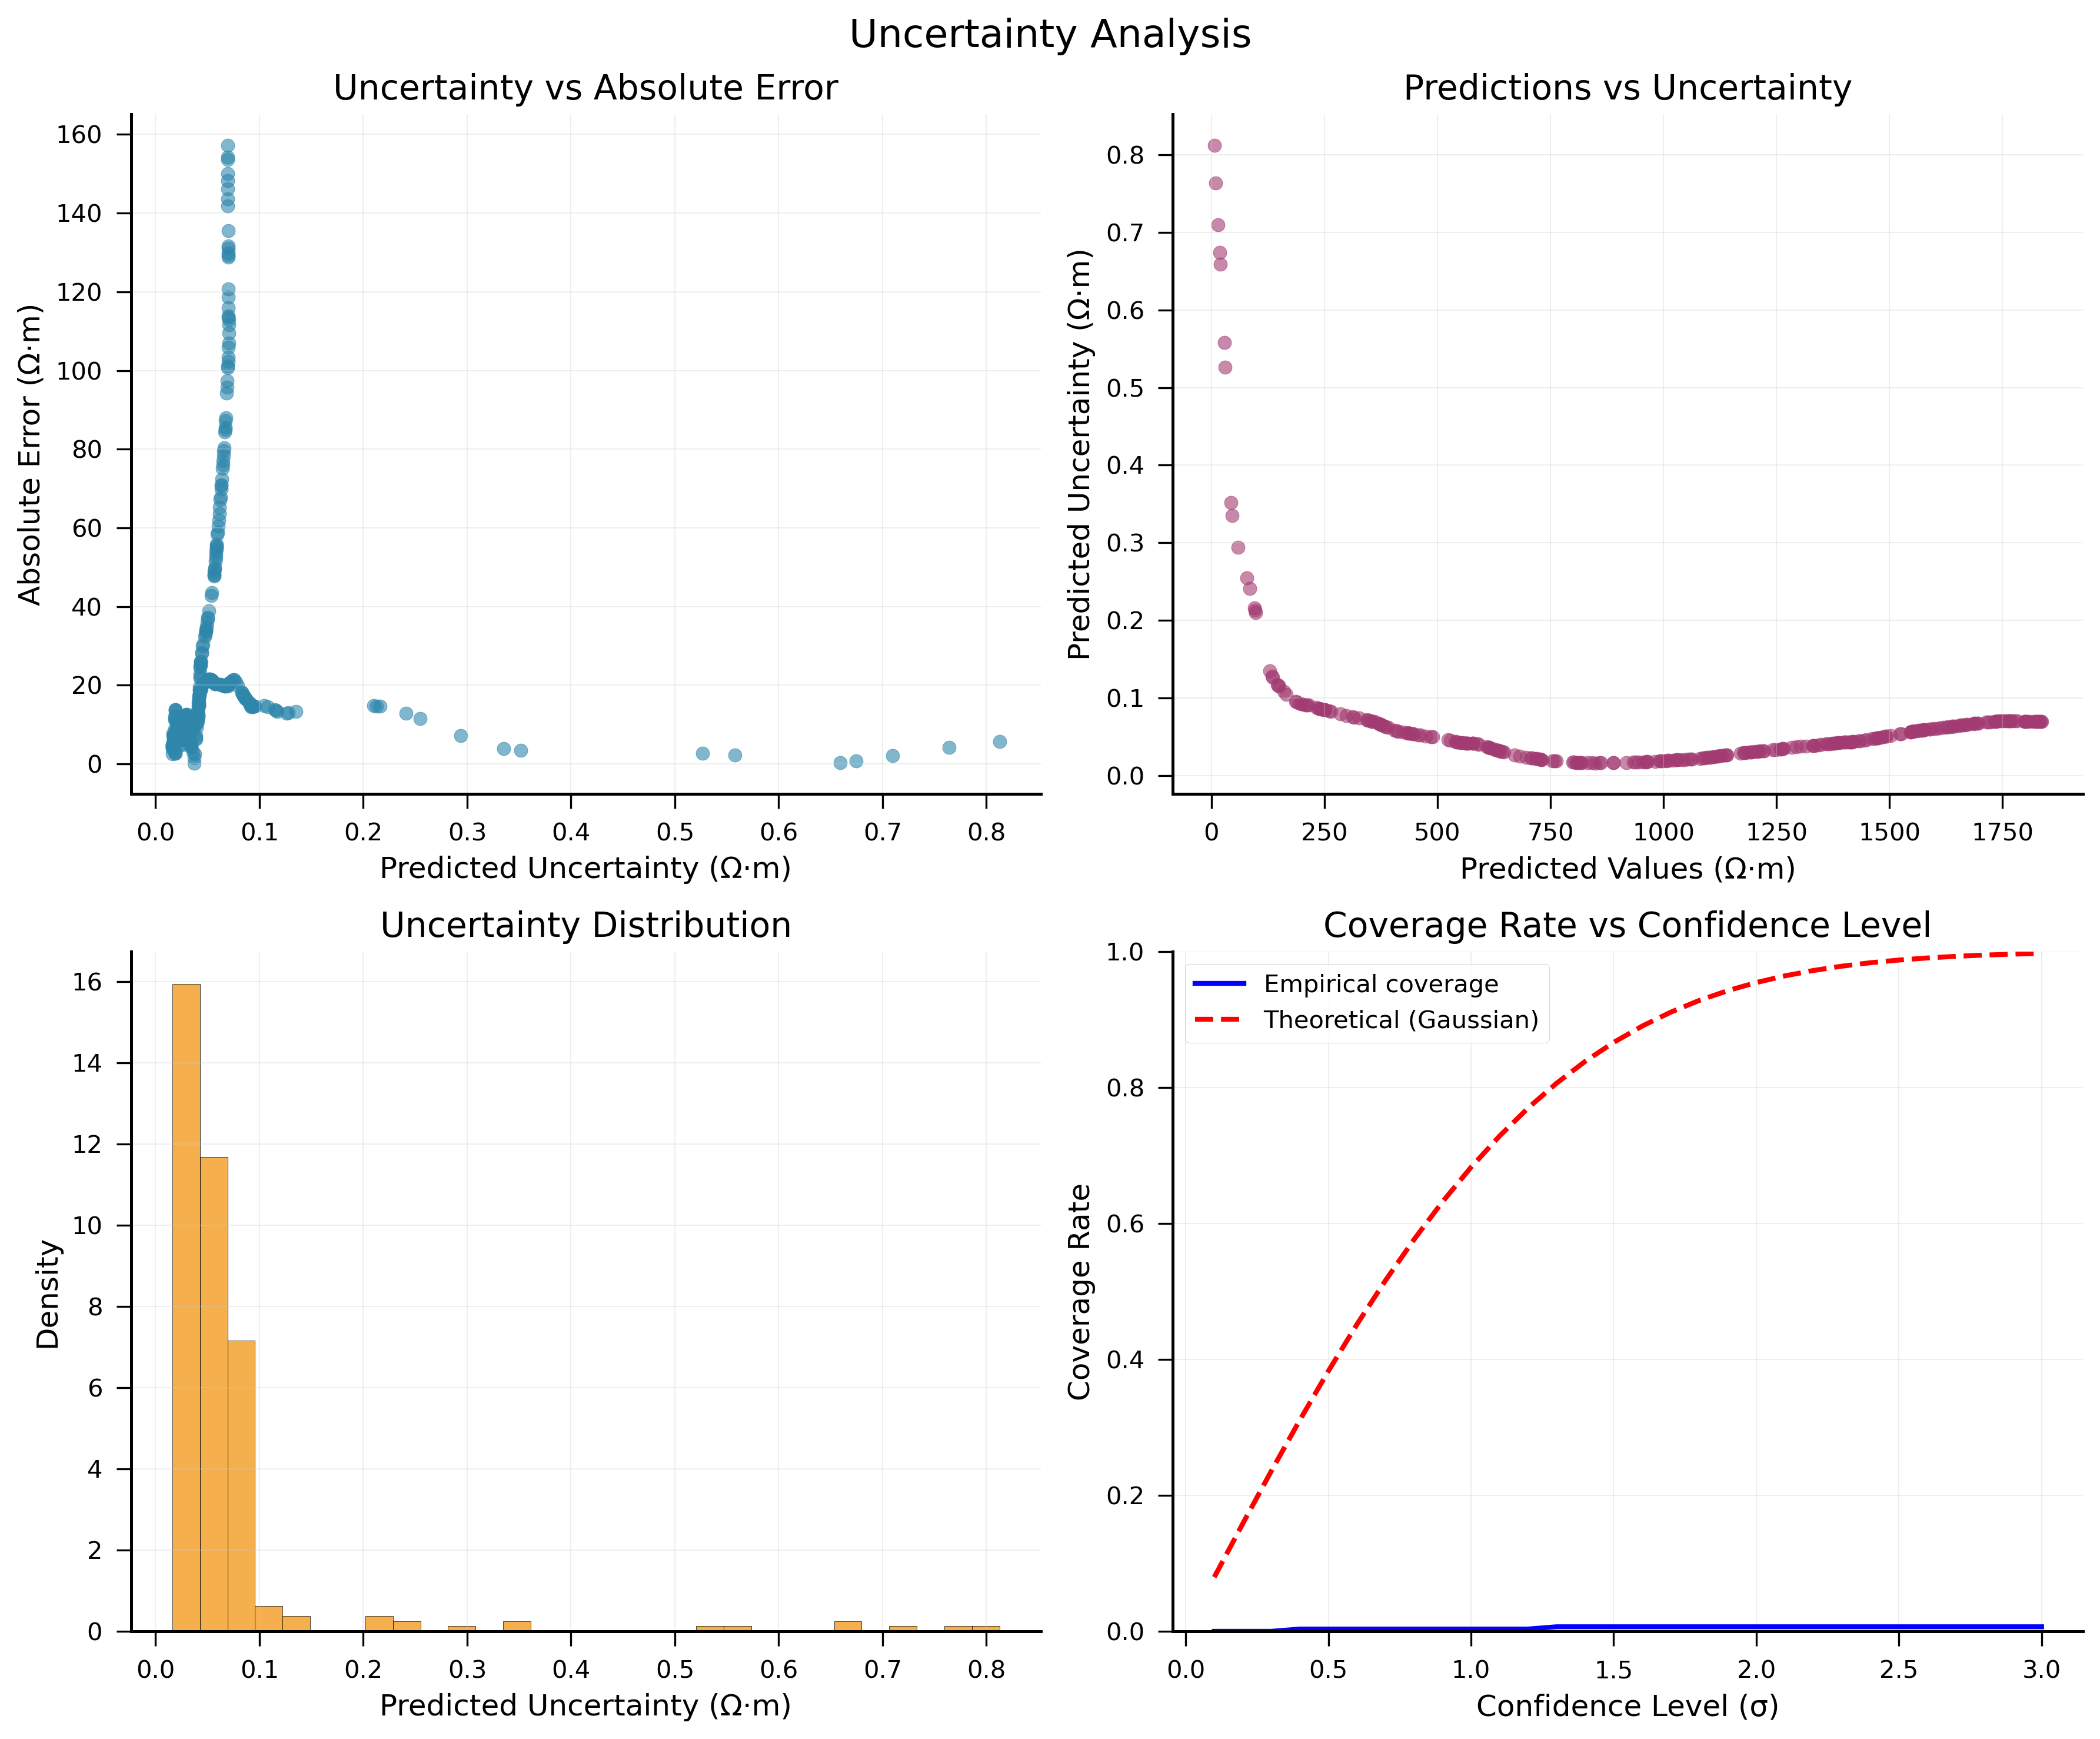 Uncertainty Analysis
Uncertainty vs Absolute Error
160
140
120
100
80
60
40
20
0
Absolute Error (Ω·m)
0.0 0.1 0.2 0.3 0.4 0.5 0.6 0.7 0.8
Predicted Uncertainty (Ω·m)
Predictions vs Uncertainty
0.8
0.7
0.6
0.5
0.4
0.3
0.2
0.1
0.0
Predicted Uncertainty (Ω·m)
0 250 500 750 1000 1250 1500 1750
Predicted Values (Ω·m)
Uncertainty Distribution
16
14
12
10
8
6
4
2
0
Density
0.0 0.1 0.2 0.3 0.4 0.5 0.6 0.7 0.8
Predicted Uncertainty (Ω·m)
Coverage Rate vs Confidence Level
Empirical coverage
Theoretical (Gaussian)
1.0
0.8
0.6
0.4
0.2
0.0
Coverage Rate
0.0 0.5 1.0 1.5 2.0 2.5 3.0
Confidence Level (σ)